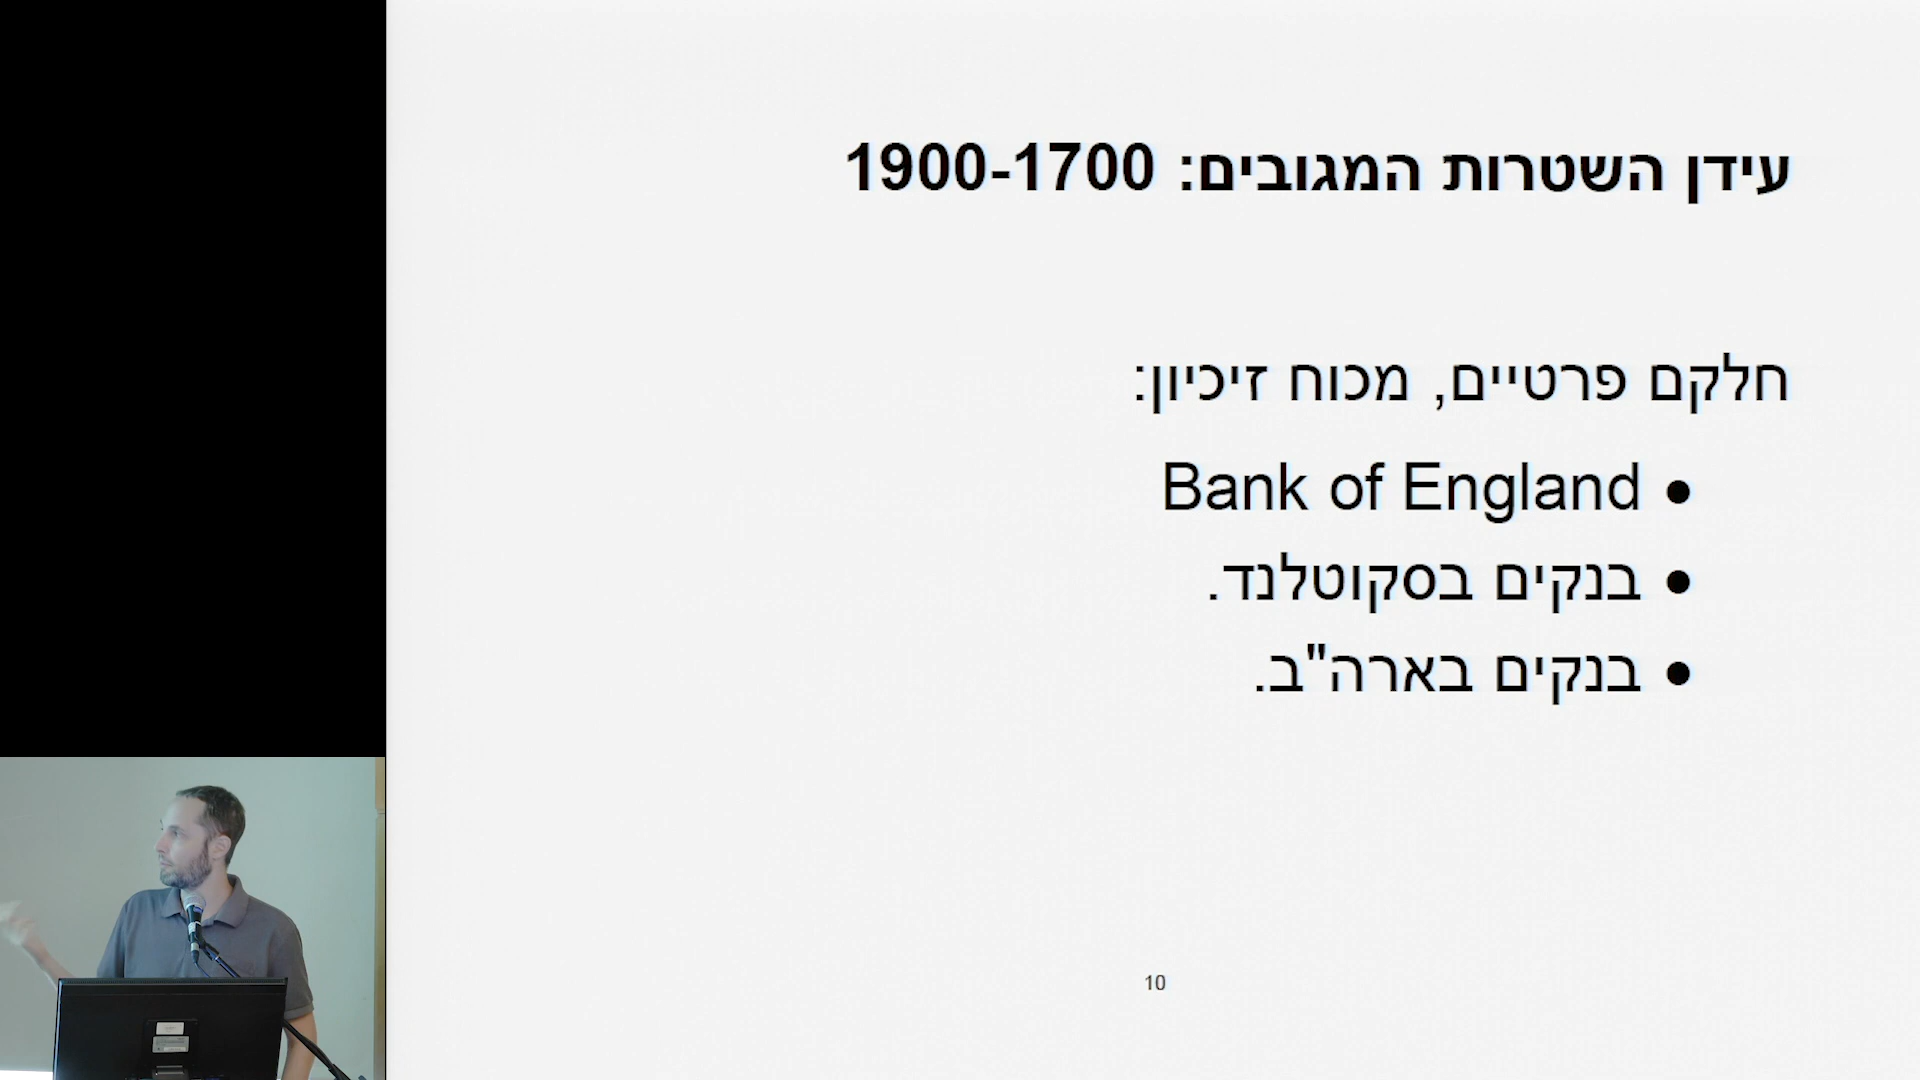 עידן השטרות המגובים: 1900-1700
חלקם פרטיים, מכוח זיכיון:
● Bank of England
● בנקים בסקוטלנד.
● בנקים בארה"ב.
10